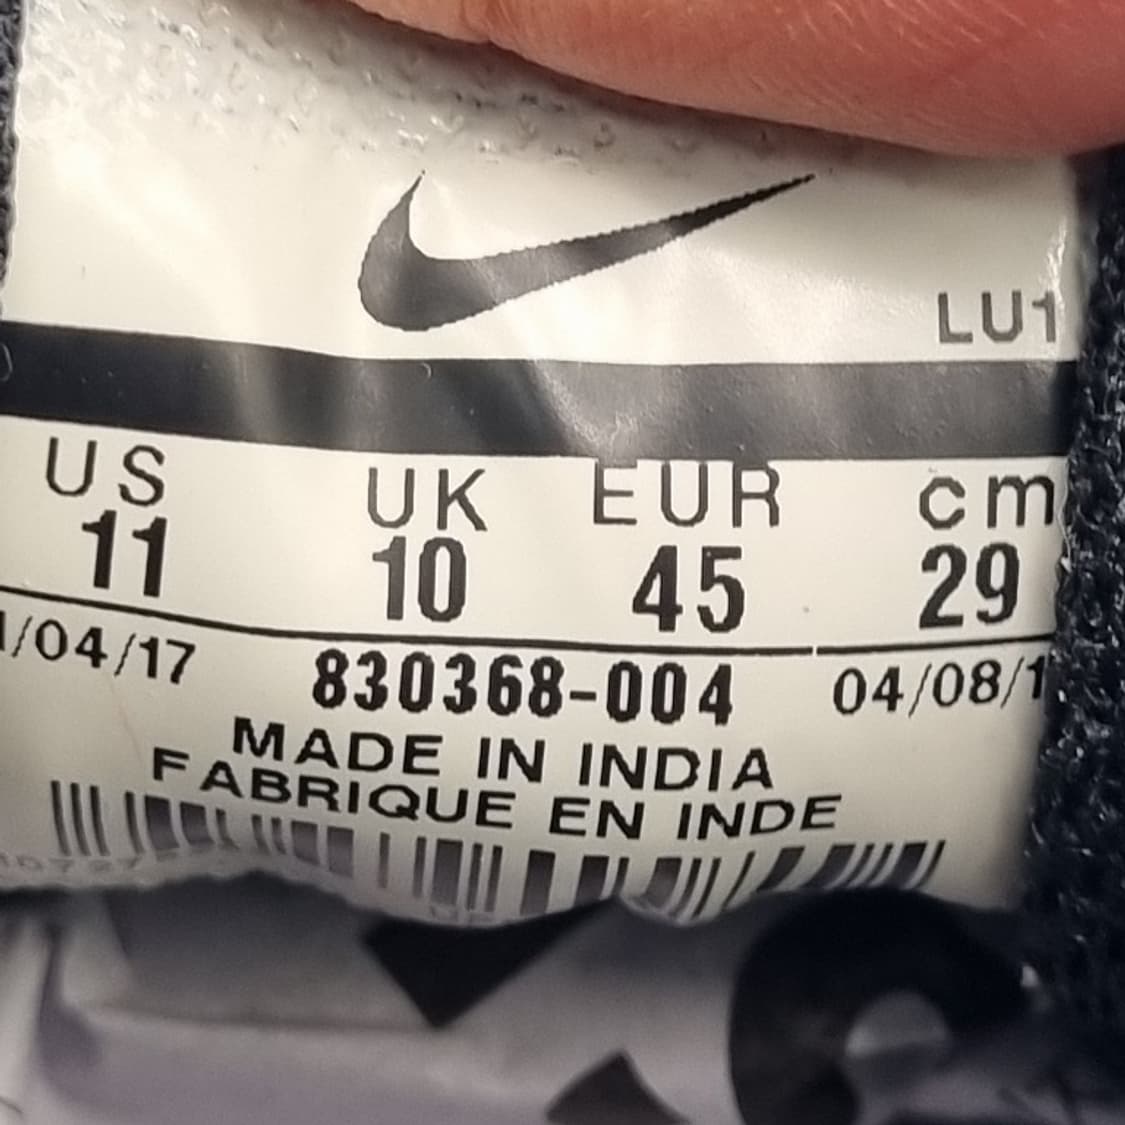 LU1
US UK EUR cm
11 10 45 29
/04/17 830368-004 04/08/1
MADE IN INDIA
FABRIQUE EN INDE